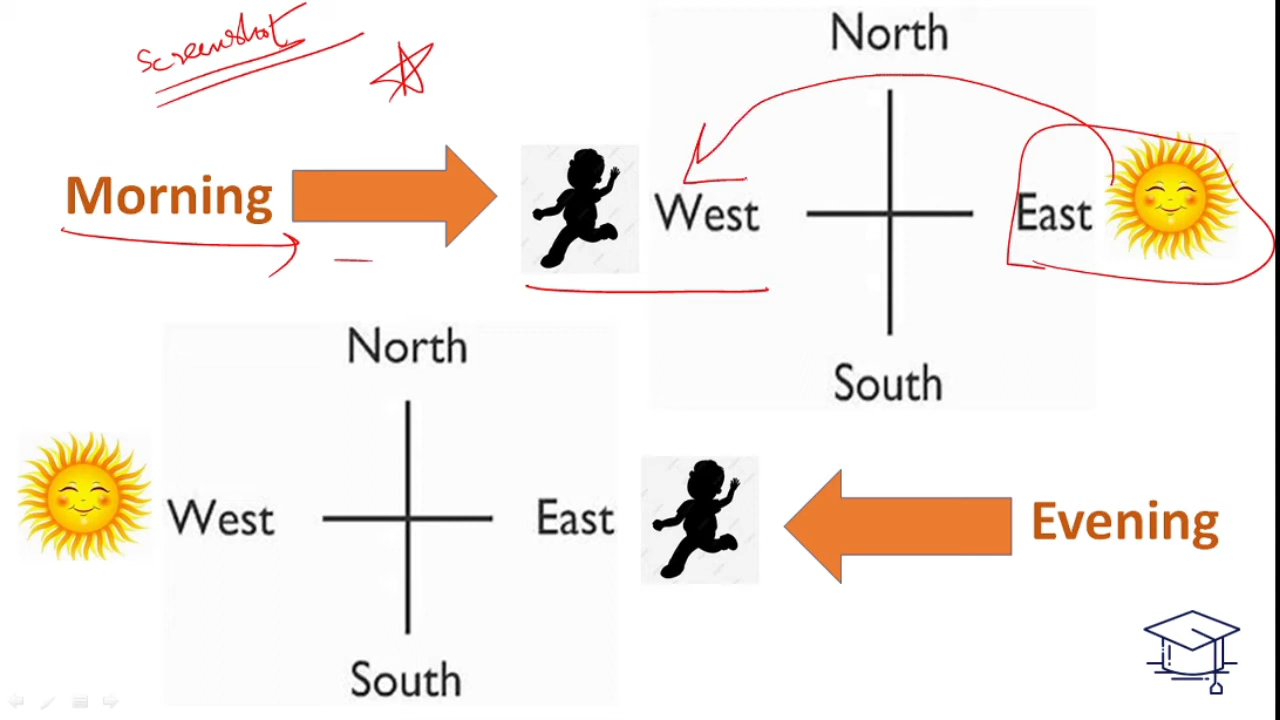 Screenshot
North
Morning
West
East
South
North
West
East
Evening
South